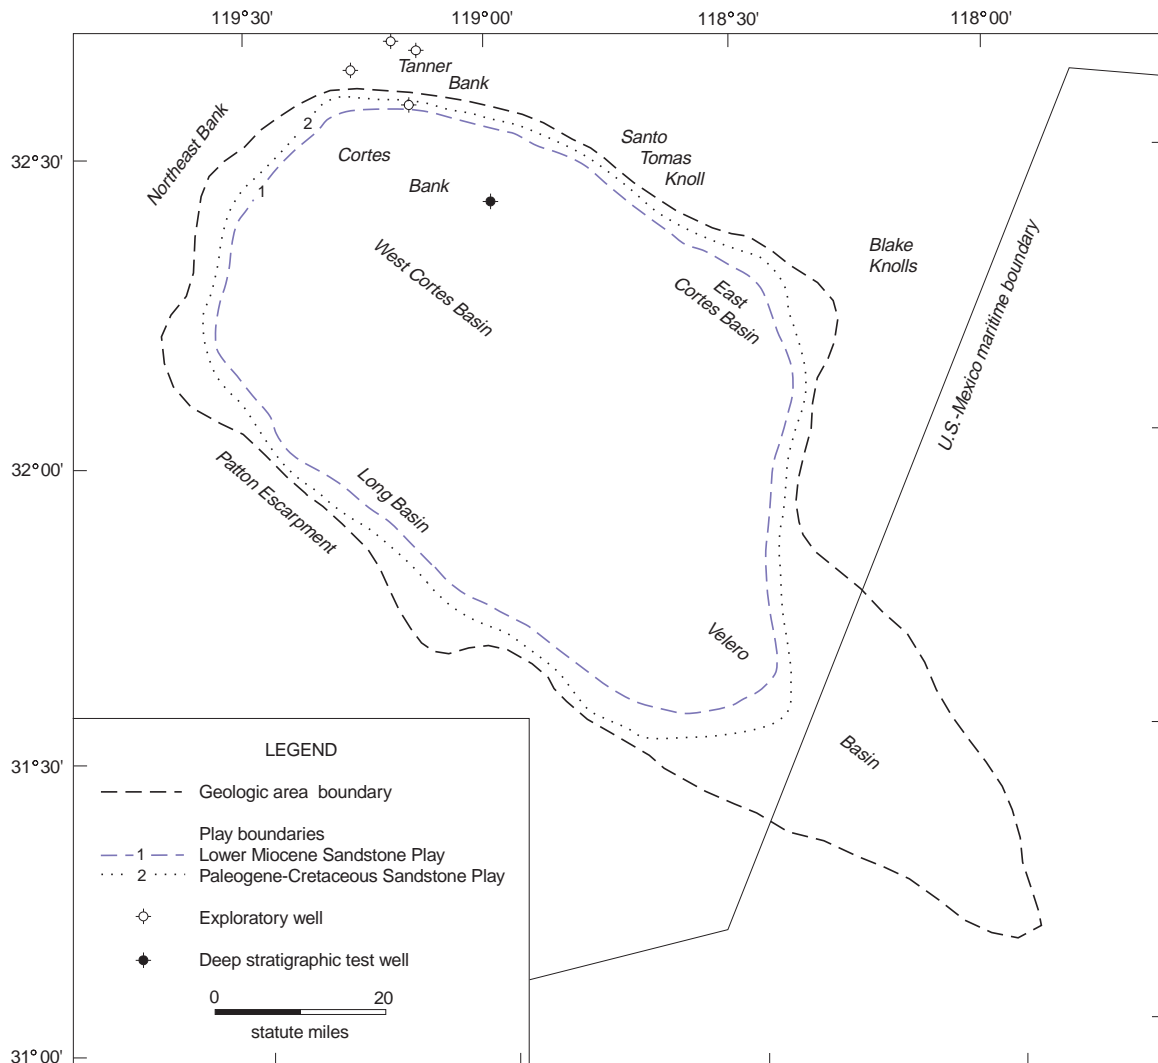 119°30' 119°00' 118°30' 118°00'
Tanner
Bank
Northeast Bank
2
Santo
Tomas
Knoll
32°30'
Cortes
1
Bank
Blake
Knolls
U.S.-Mexico maritime boundary
West Cortes Basin
East
Cortes Basin
32°00'
Patton Escarpment
Long Basin
Velero
Basin
31°30'
LEGEND
Geologic area boundary
Play boundaries
1 Lower Miocene Sandstone Play
2 Paleogene-Cretaceous Sandstone Play
Exploratory well
Deep stratigraphic test well
0 20
statute miles
31°00'